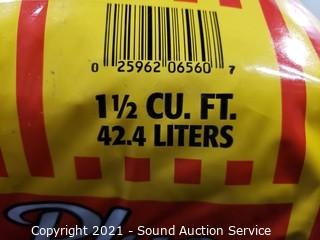 0 25962 06560 7
1½ CU. FT.
42.4 LITERS
Copyright 2021 - Sound Auction Service